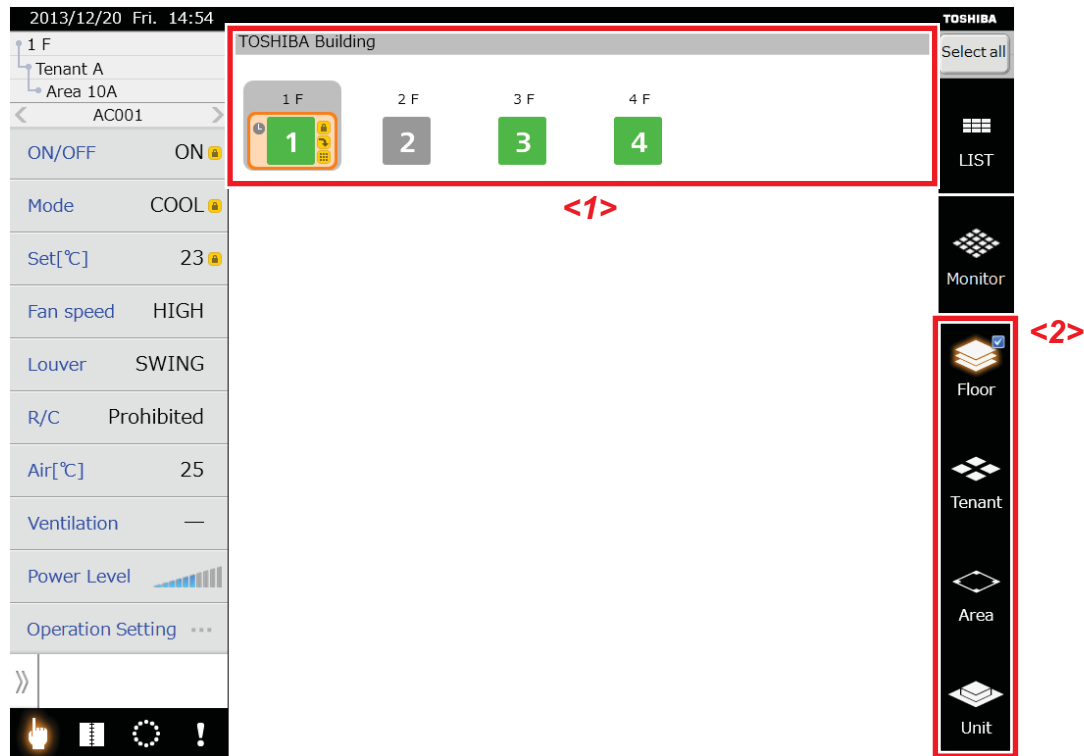 2013/12/20 Fri. 14:54
TOSHIBA
1 F
Tenant A
Area 10A
AC001
ON/OFF ON
Mode COOL
Set[℃] 23
Fan speed HIGH
Louver SWING
R/C Prohibited
Air[℃] 25
Ventilation —
Power Level
Operation Setting ...
TOSHIBA Building
1 F 2 F 3 F 4 F
1 2 3 4
<1>
Select all
LIST
Monitor
<2>
Floor
Tenant
Area
Unit